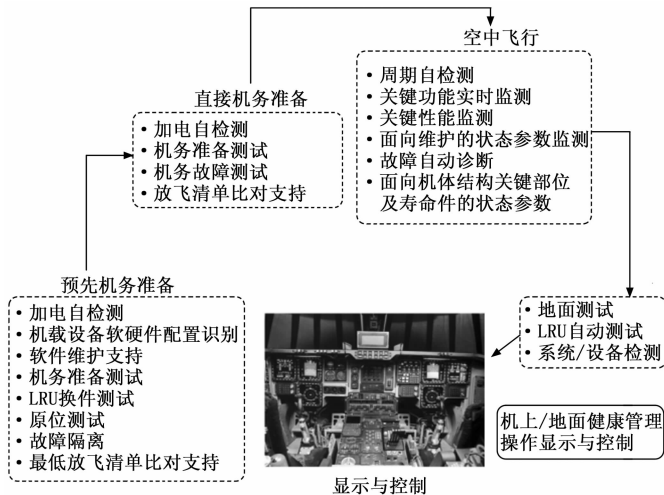 空中飞行
• 周期自检测
• 关键功能实时监测
• 关键性能监测
• 面向维护的状态参数监测
• 故障自动诊断
• 面向机体结构关键部位
及寿命件的状态参数
直接机务准备
• 加电自检测
• 机务准备测试
• 机务故障测试
• 放飞清单比对支持
预先机务准备
• 加电自检测
• 机载设备软硬件配置识别
• 软件维护支持
• 机务准备测试
• LRU换件测试
• 原位测试
• 故障隔离
• 最低放飞清单比对支持
• 地面测试
• LRU自动测试
• 系统/设备检测
机上/地面健康管理
操作显示与控制
显示与控制